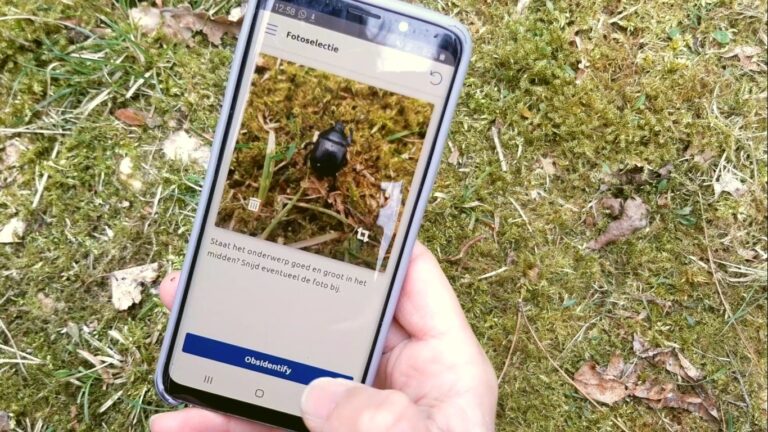 12:58
Fotoselectie
Staat het onderwerp goed en groot in het
midden? Snijd eventueel de foto bij.
ObsIdentify